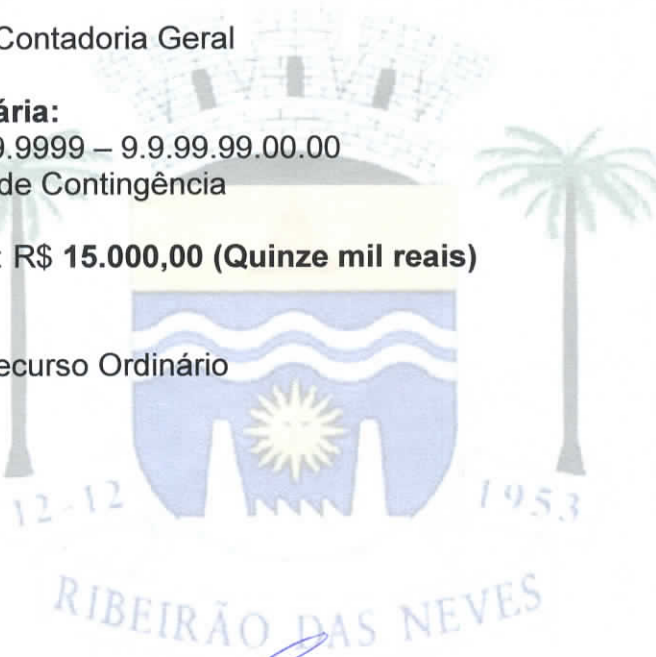 Contadoria Geral
ária:
9.9999 – 9.9.99.99.00.00
de Contingência
R$ 15.000,00 (Quinze mil reais)
ecurso Ordinário
12-12 1953
RIBEIRÃO DAS NEVES